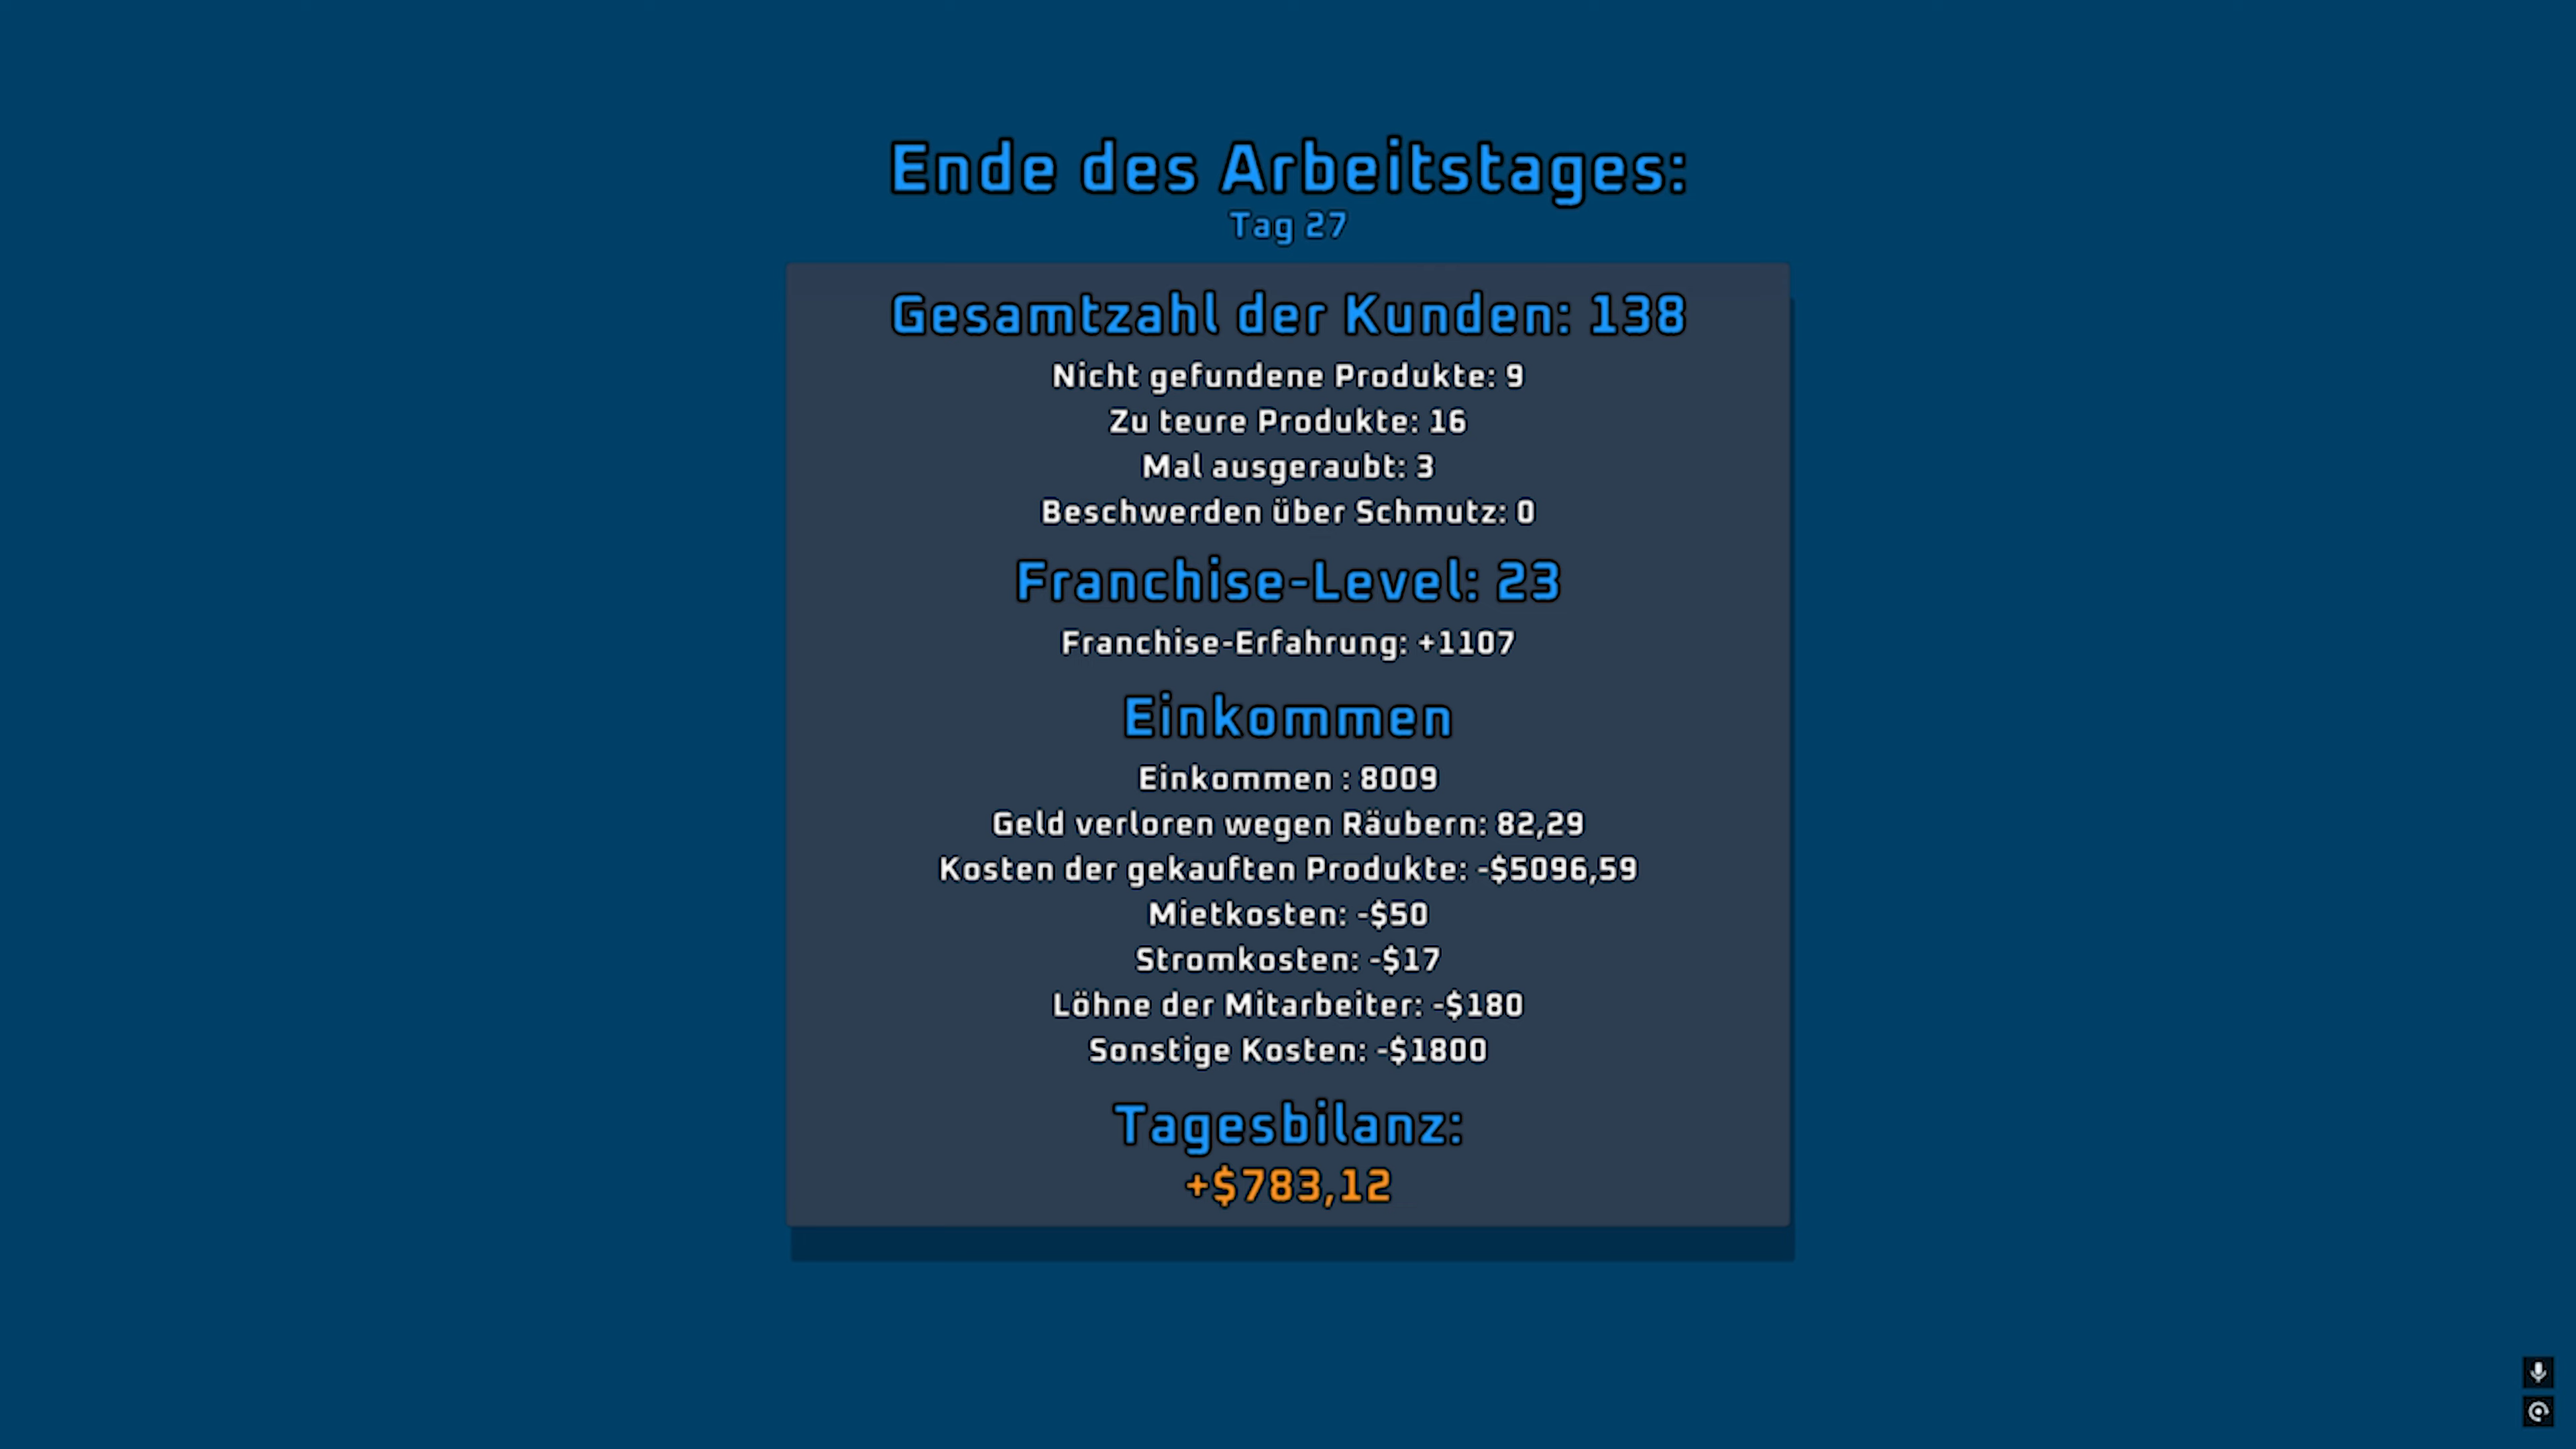 Ende des Arbeitstages:
Tag 27
Gesamtzahl der Kunden: 138
Nicht gefundene Produkte: 9
Zu teure Produkte: 16
Mal ausgeraubt: 3
Beschwerden über Schmutz: 0
Franchise-Level: 23
Franchise-Erfahrung: +1107
Einkommen
Einkommen : 8009
Geld verloren wegen Räubern: 82,29
Kosten der gekauften Produkte: -$5096,59
Mietkosten: -$50
Stromkosten: -$17
Löhne der Mitarbeiter: -$180
Sonstige Kosten: -$1800
Tagesbilanz:
+$783,12